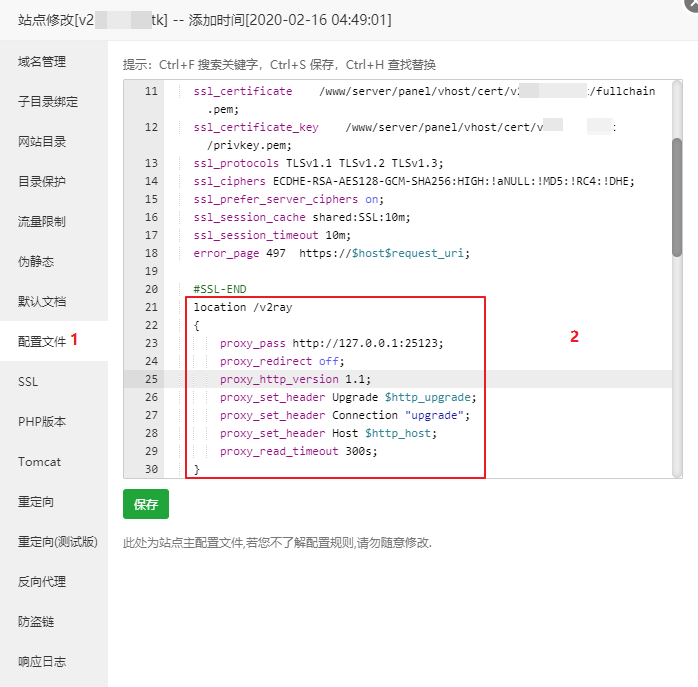 站点修改[v2 tk] -- 添加时间[2020-02-16 04:49:01]
域名管理
子目录绑定
网站目录
目录保护
流量限制
伪静态
默认文档
配置文件 1
SSL
PHP版本
Tomcat
重定向
重定向(测试版)
反向代理
防盗链
响应日志
提示：Ctrl+F 搜索关键字，Ctrl+S 保存，Ctrl+H 查找替换
11 ssl_certificate /www/server/panel/vhost/cert/v /fullchain
.pem;
12 ssl_certificate_key /www/server/panel/vhost/cert/v
/privkey.pem;
13 ssl_protocols TLSv1.1 TLSv1.2 TLSv1.3;
14 ssl_ciphers ECDHE-RSA-AES128-GCM-SHA256:HIGH:!aNULL:!MD5:!RC4:!DHE;
15 ssl_prefer_server_ciphers on;
16 ssl_session_cache shared:SSL:10m;
17 ssl_session_timeout 10m;
18 error_page 497 https://$host$request_uri;
19
20 #SSL-END
21 location /v2ray
22 {
23 proxy_pass http://127.0.0.1:25123;
24 proxy_redirect off;
25 proxy_http_version 1.1;
26 proxy_set_header Upgrade $http_upgrade;
27 proxy_set_header Connection "upgrade";
28 proxy_set_header Host $http_host;
29 proxy_read_timeout 300s;
30 }
2
保存
此处为站点主配置文件,若您不了解配置规则,请勿随意修改.